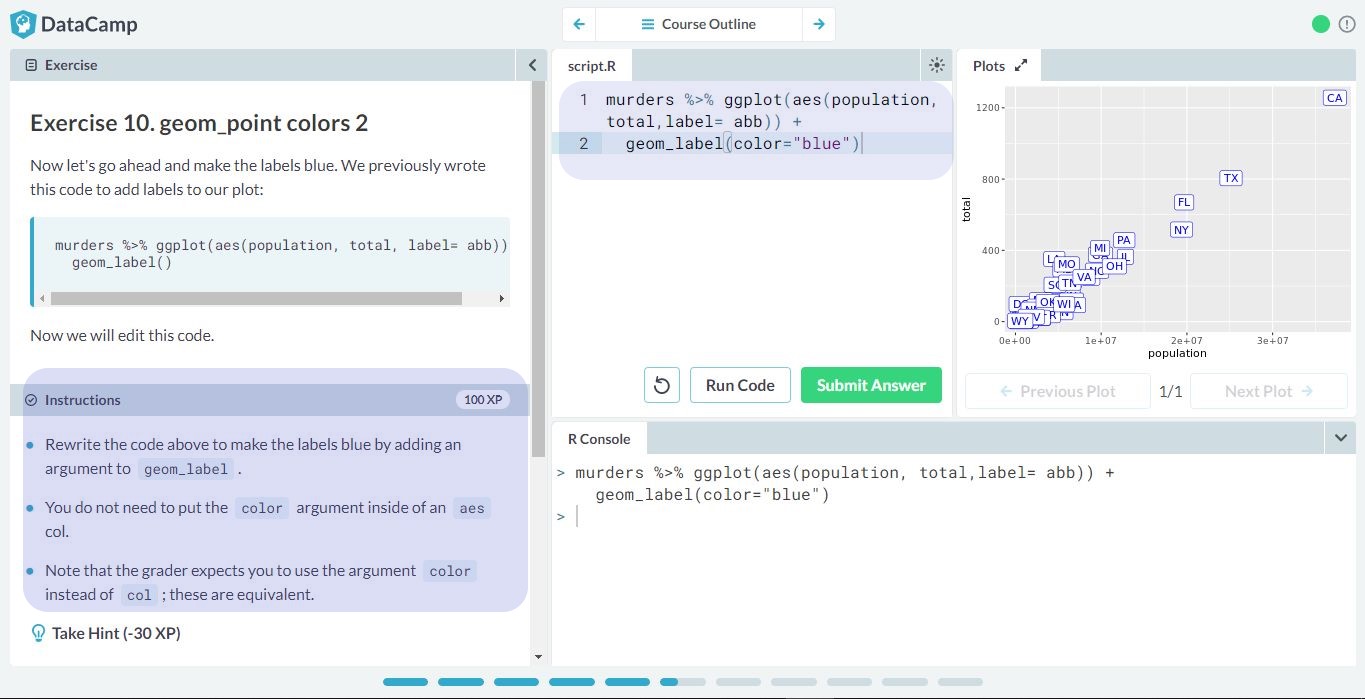 DataCamp
Course Outline
Exercise
Exercise 10. geom_point colors 2
Now let's go ahead and make the labels blue. We previously wrote
this code to add labels to our plot:
murders %>% ggplot(aes(population, total, label= abb))
geom_label()
Now we will edit this code.
Instructions
100 XP
Rewrite the code above to make the labels blue by adding an
argument to geom_label .
You do not need to put the color argument inside of an aes
col.
Note that the grader expects you to use the argument color
instead of col ; these are equivalent.
Take Hint (-30 XP)
script.R
1 murders %>% ggplot(aes(population,
total,label= abb)) +
2 geom_label(color="blue")
Run Code
Submit Answer
Plots
1200
800
400
0
total
CA
TX
FL
NY
PA
MI
IL
OH
MO
VA
TN
OK
WI
WY
0e+00 1e+07 2e+07 3e+07
population
Previous Plot
1/1
Next Plot
R Console
> murders %>% ggplot(aes(population, total,label= abb)) +
geom_label(color="blue")
>